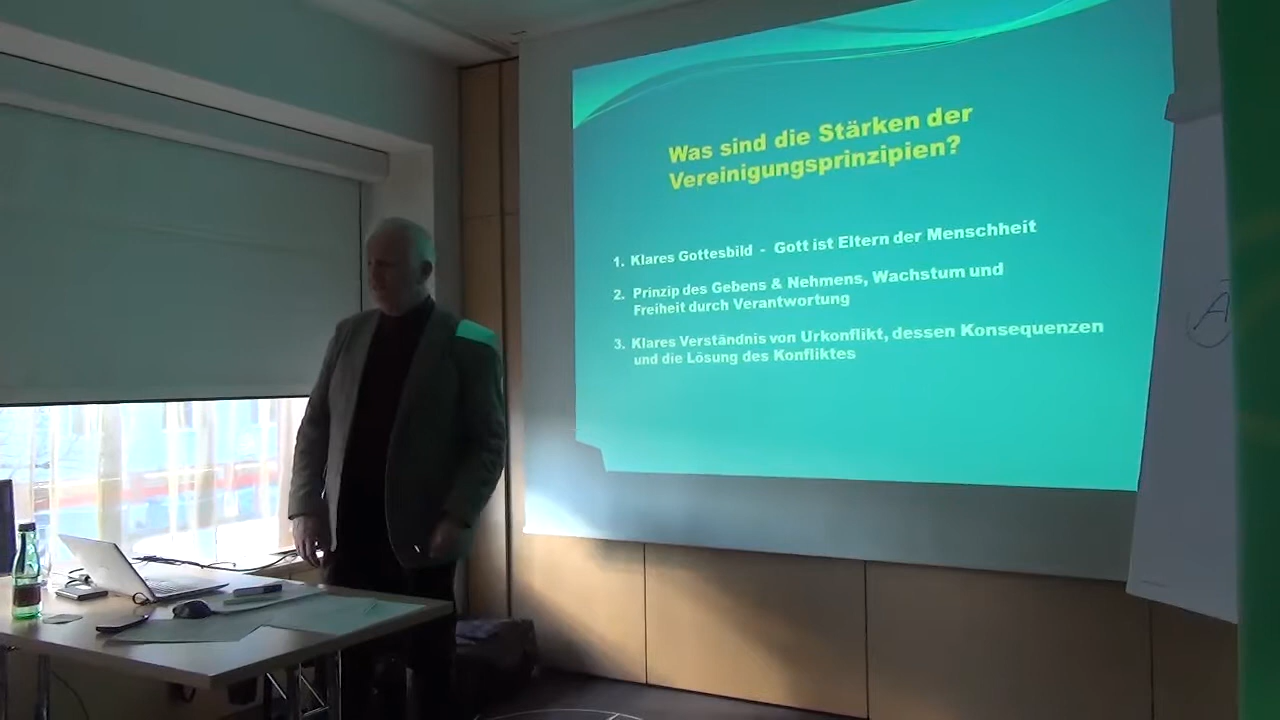 Was sind die Stärken der
Vereinigungsprinzipien?
1. Klares Gottesbild - Gott ist Eltern der Menschheit
2. Prinzip des Gebens & Nehmens, Wachstum und
Freiheit durch Verantwortung
3. Klares Verständnis von Urkonflikt, dessen Konsequenzen
und die Lösung des Konfliktes
A